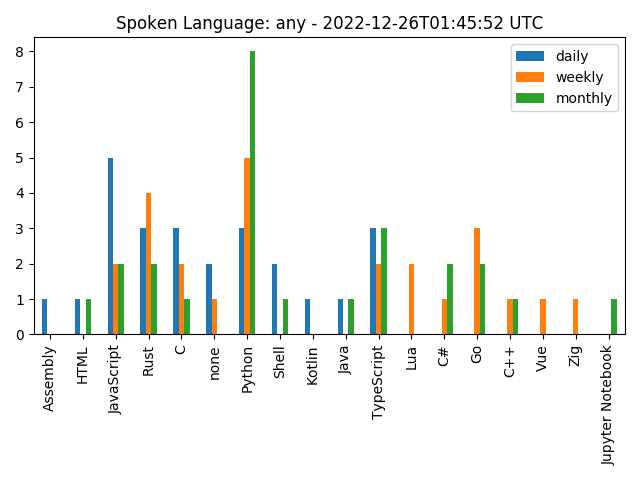 Spoken Language: any - 2022-12-26T01:45:52 UTC
daily
weekly
monthly
8
7
6
5
4
3
2
1
0
Assembly
HTML
JavaScript
Rust
C
none
Python
Shell
Kotlin
Java
TypeScript
Lua
C#
Go
C++
Vue
Zig
Jupyter Notebook